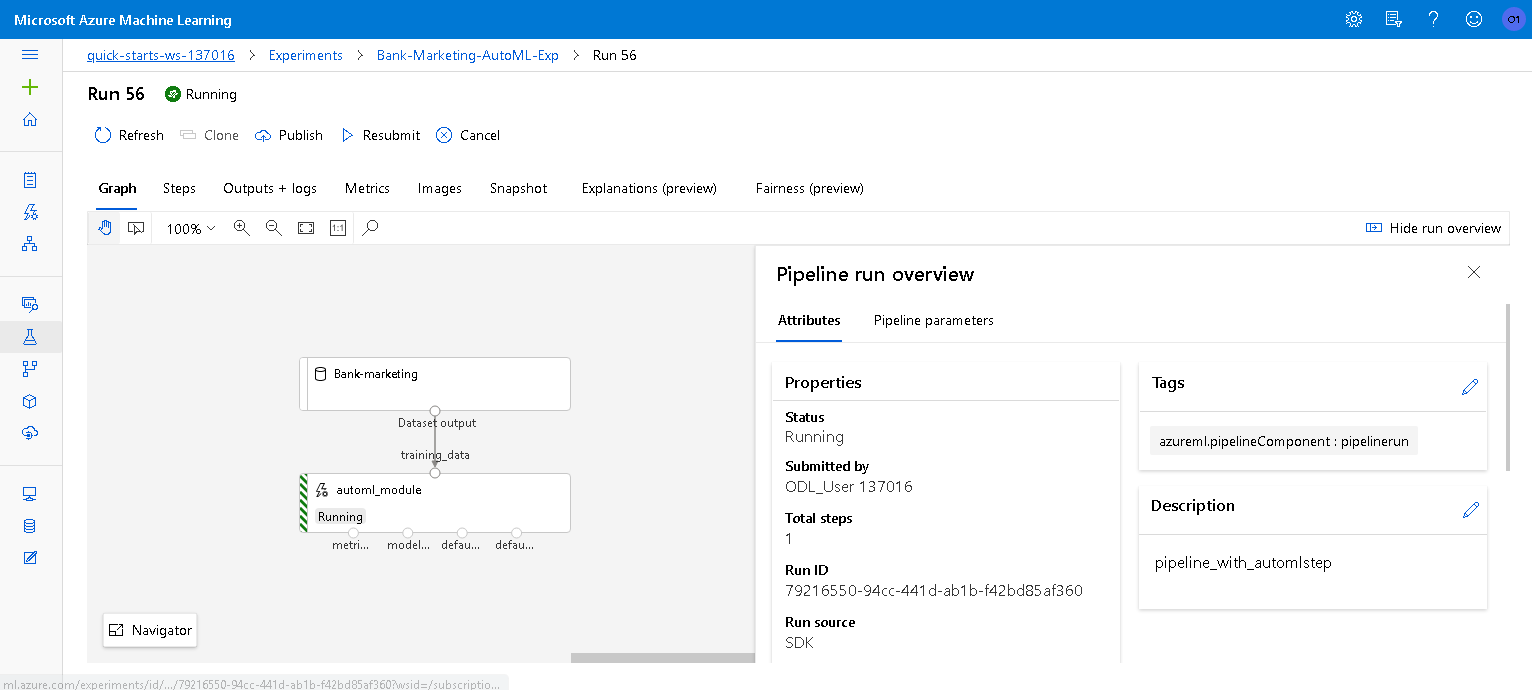 Microsoft Azure Machine Learning
O1
quick-starts-ws-137016 > Experiments > Bank-Marketing-AutoML-Exp > Run 56
Run 56 Running
Refresh Clone Publish Resubmit Cancel
Graph Steps Outputs + logs Metrics Images Snapshot Explanations (preview) Fairness (preview)
100% 1:1 Hide run overview
Bank-marketing
Dataset output
training_data
automl_module
Running
metri... model... defau... defau...
Navigator
Pipeline run overview
Attributes Pipeline parameters
Properties
Status
Running
Submitted by
ODL_User 137016
Total steps
1
Run ID
79216550-94cc-441d-ab1b-f42bd85af360
Run source
SDK
Tags
azureml.pipelineComponent : pipelinerun
Description
pipeline_with_automlstep
ml.azure.com/experiments/id/.../79216550-94cc-441d-ab1b-f42bd85af360?wsid=/subscriptio...